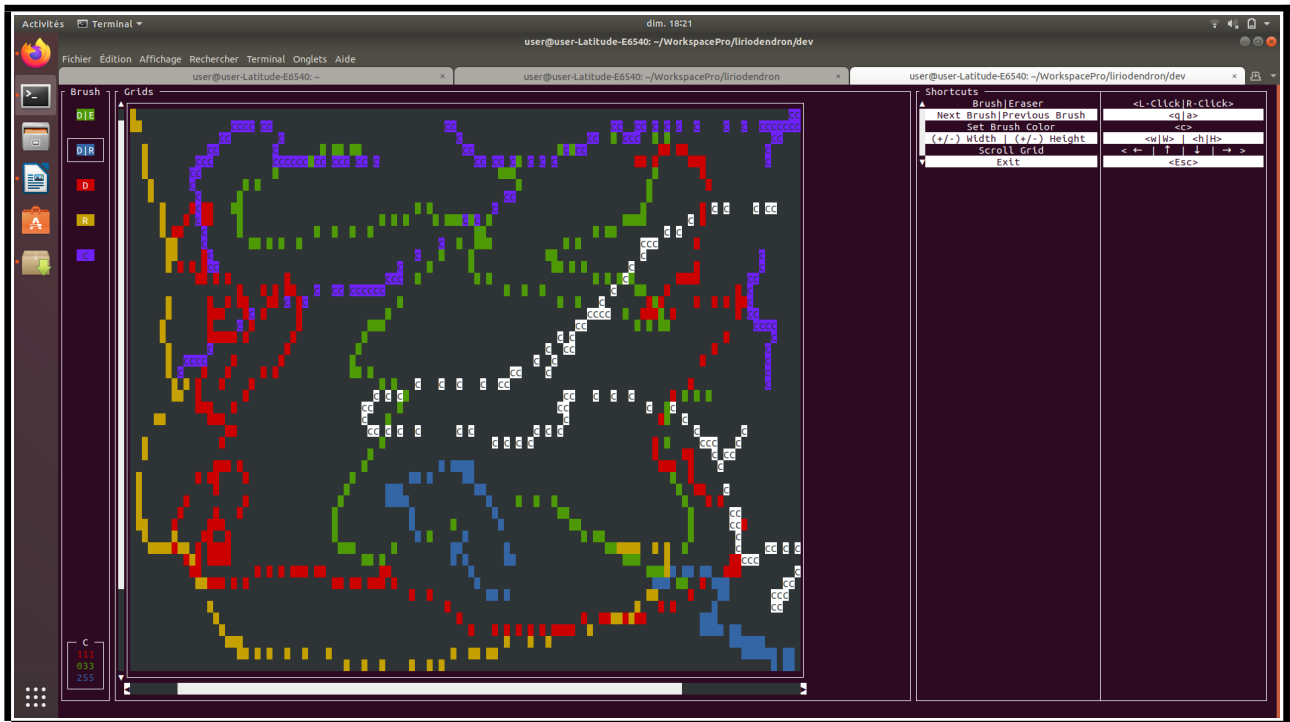 Activités Terminal dim. 18:21
user@user-Latitude-E6540: ~/WorkspacePro/liriodendron/dev
Fichier Édition Affichage Rechercher Terminal Onglets Aide
user@user-Latitude-E6540: ~ × user@user-Latitude-E6540: ~/WorkspacePro/liriodendron × user@user-Latitude-E6540: ~/WorkspacePro/liriodendron/dev ×
Brush
D|E
D|R
D
R
C
C
111
033
255
Grids
Shortcuts
Brush|Eraser <L-Click|R-Click>
Next Brush|Previous Brush <q|a>
Set Brush Color <c>
(+/-) Width | (+/-) Height <w|W> | <h|H>
Scroll Grid < ← | ↑ | ↓ | → >
Exit <Esc>